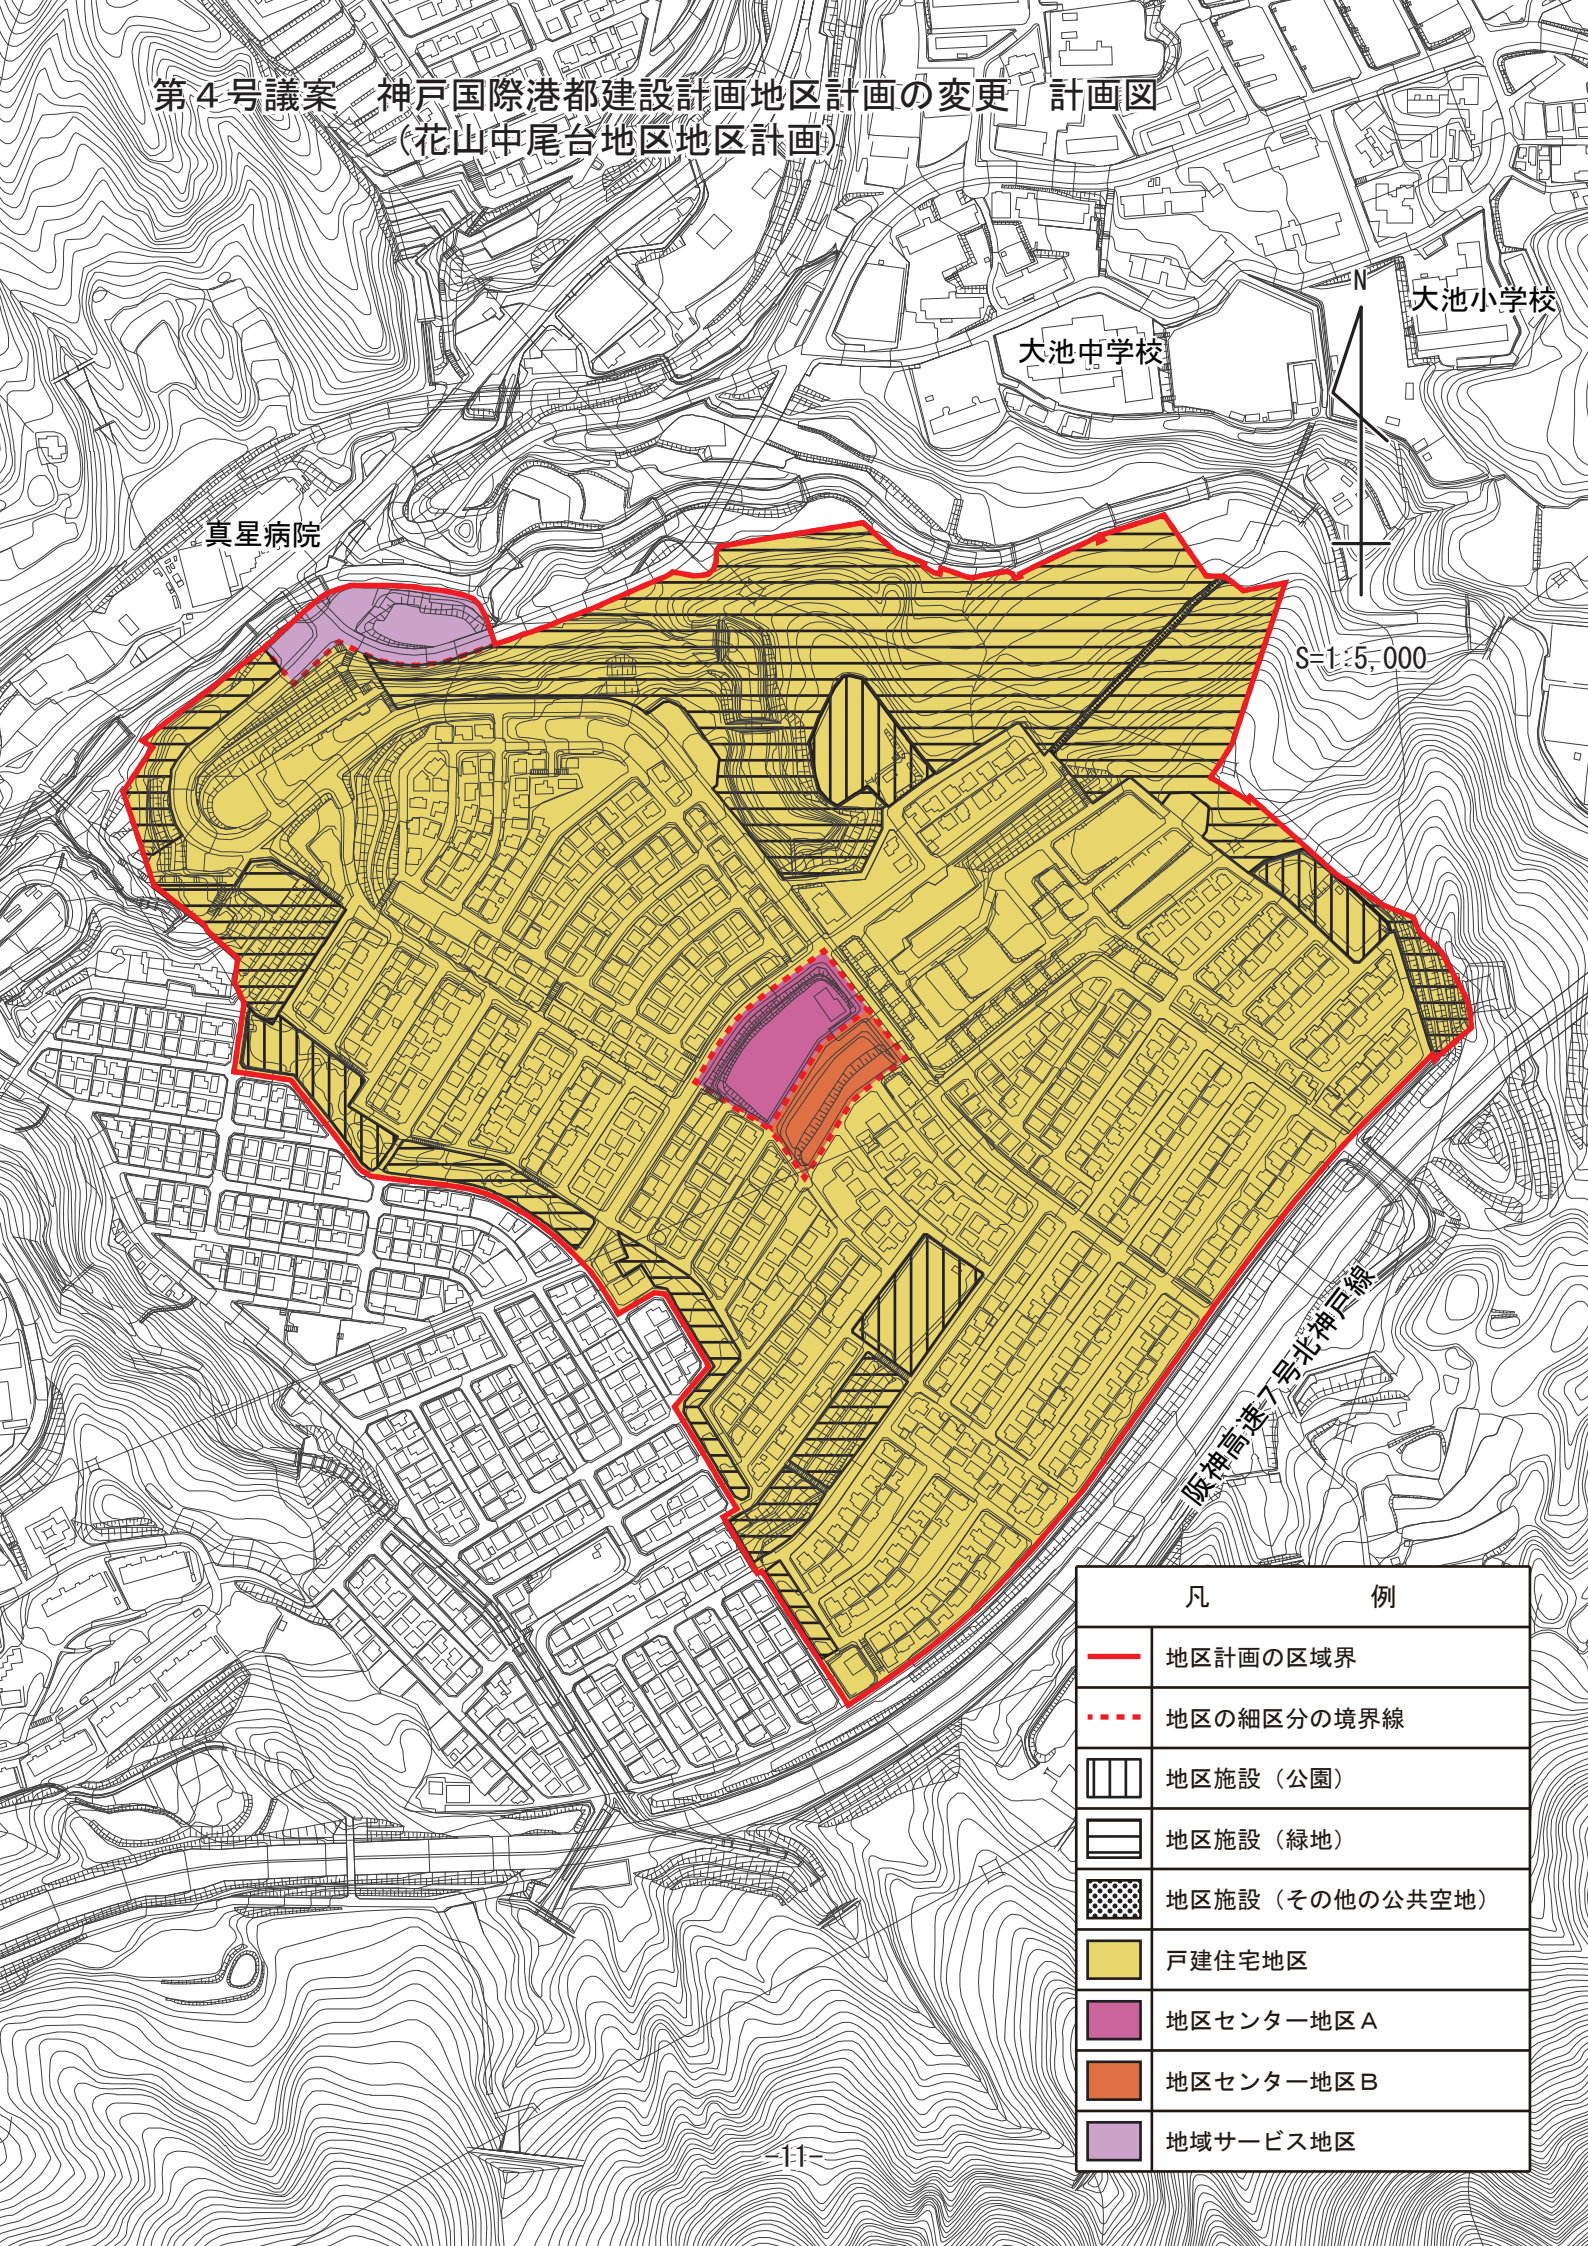 第４号議案　神戸国際港都建設計画地区計画の変更　計画図
（花山中尾台地区地区計画）
N
大池小学校
大池中学校
真星病院
S=1:5,000
阪神高速７号北神戸線
凡　例
地区計画の区域界
地区の細区分の境界線
地区施設（公園）
地区施設（緑地）
地区施設（その他の公共空地）
戸建住宅地区
地区センター地区Ａ
地区センター地区Ｂ
地域サービス地区
-11-